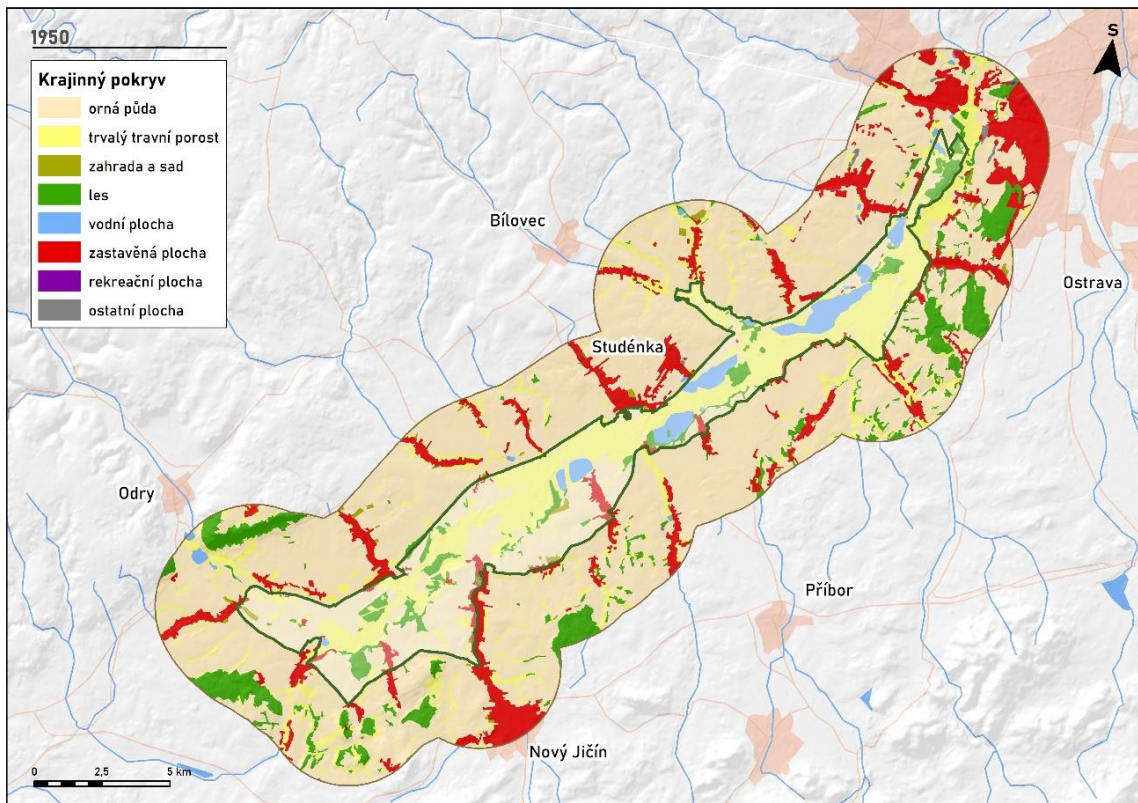 1950
Krajinný pokryv
orná půda
trvalý travní porost
zahrada a sad
les
vodní plocha
zastavěná plocha
rekreační plocha
ostatní plocha
S
Bílovec
Ostrava
Studénka
Odry
Příbor
Nový Jičín
0 2,5 5 km